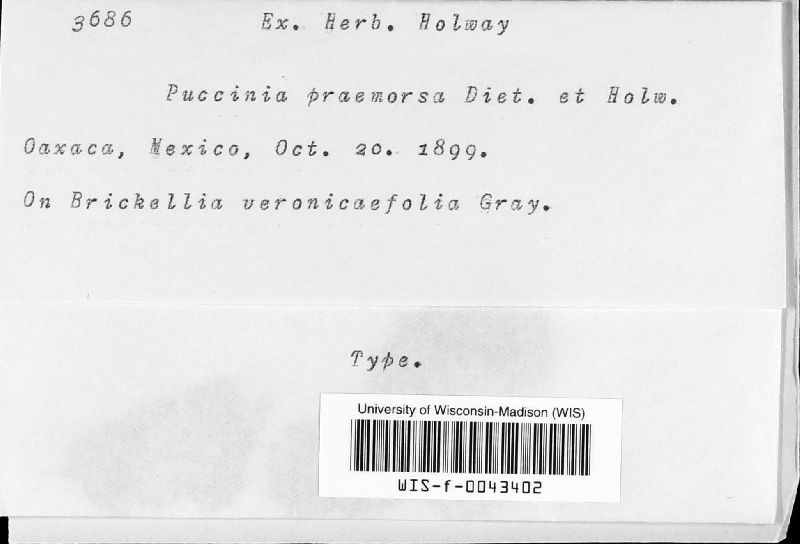 3686 Ex. Herb. Holway
Puccinia praemorsa Diet. et Holw.
Oaxaca, Mexico, Oct. 20. 1899.
On Brickellia veronicaefolia Gray.
Type.
University of Wisconsin-Madison (WIS)
WIS-f-0043402